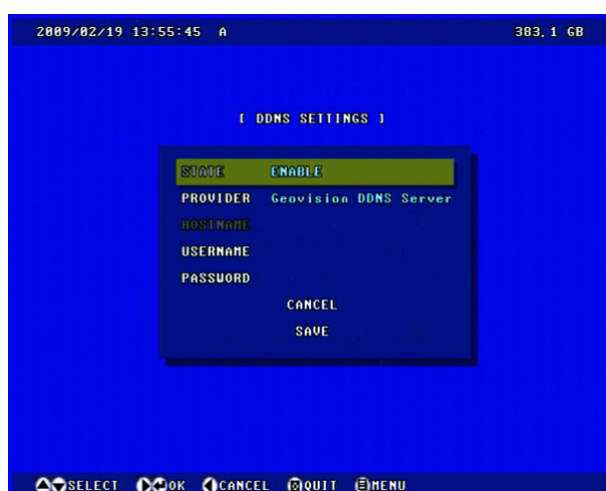 2009/02/19 13:55:45 A 383.1 GB
[ DDNS SETTINGS ]
STATE ENABLE
PROVIDER Geovision DDNS Server
HOSTNAME
USERNAME
PASSWORD
CANCEL
SAVE
SELECT OK CANCEL QUIT MENU